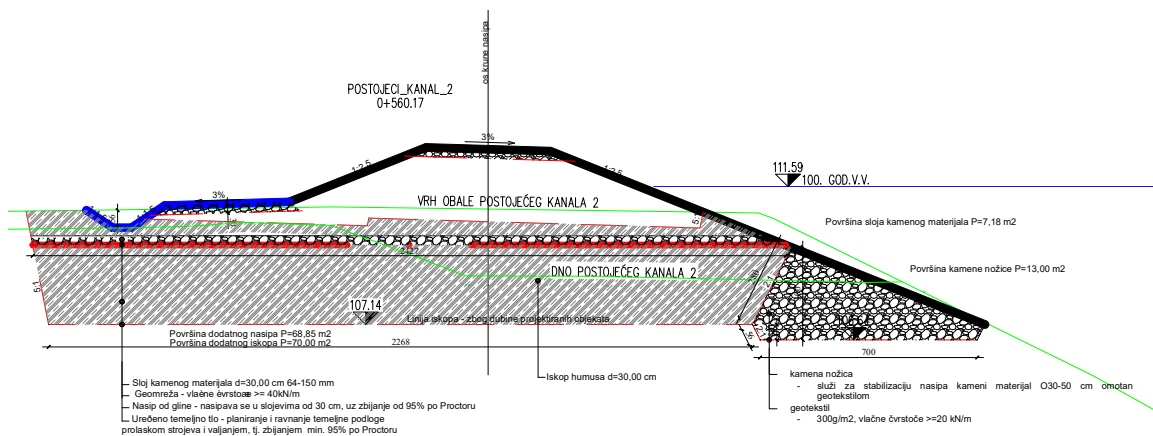 os krune nasipa
POSTOJECI_KANAL_2
0+560.17
3%
1:2.5
1:2.5
111.59
100. GOD.V.V.
3%
VRH OBALE POSTOJEĆEG KANALA 2
Površina sloja kamenog materijala P=7,18 m2
2427
DNO POSTOJEĆEG KANALA 2
Površina kamene nožice P=13,00 m2
5:1
107.14
Linija iskopa - zbog dubine projektiranih objekata
Površina dodatnog nasipa P=68,85 m2
Površina dodatnog iskopa P=70,00 m2
2268
700
Iskop humusa d=30,00 cm
kamena nožica
- služi za stabilizaciju nasipa kameni materijal O30-50 cm omotan
geotekstilom
geotekstil
- 300g/m2, vlačne čvrstoče >=20 kN/m
Sloj kamenog materijala d=30,00 cm 64-150 mm
Geomreža - vlaène èvrstoæe >= 40kN/m
Nasip od gline - nasipava se u slojevima od 30 cm, uz zbijanje od 95% po Proctoru
Uređeno temeljno tlo - planiranje i ravnanje temeljne podloge
prolaskom strojeva i valjanjem, tj. zbijanjem min. 95% po Proctoru